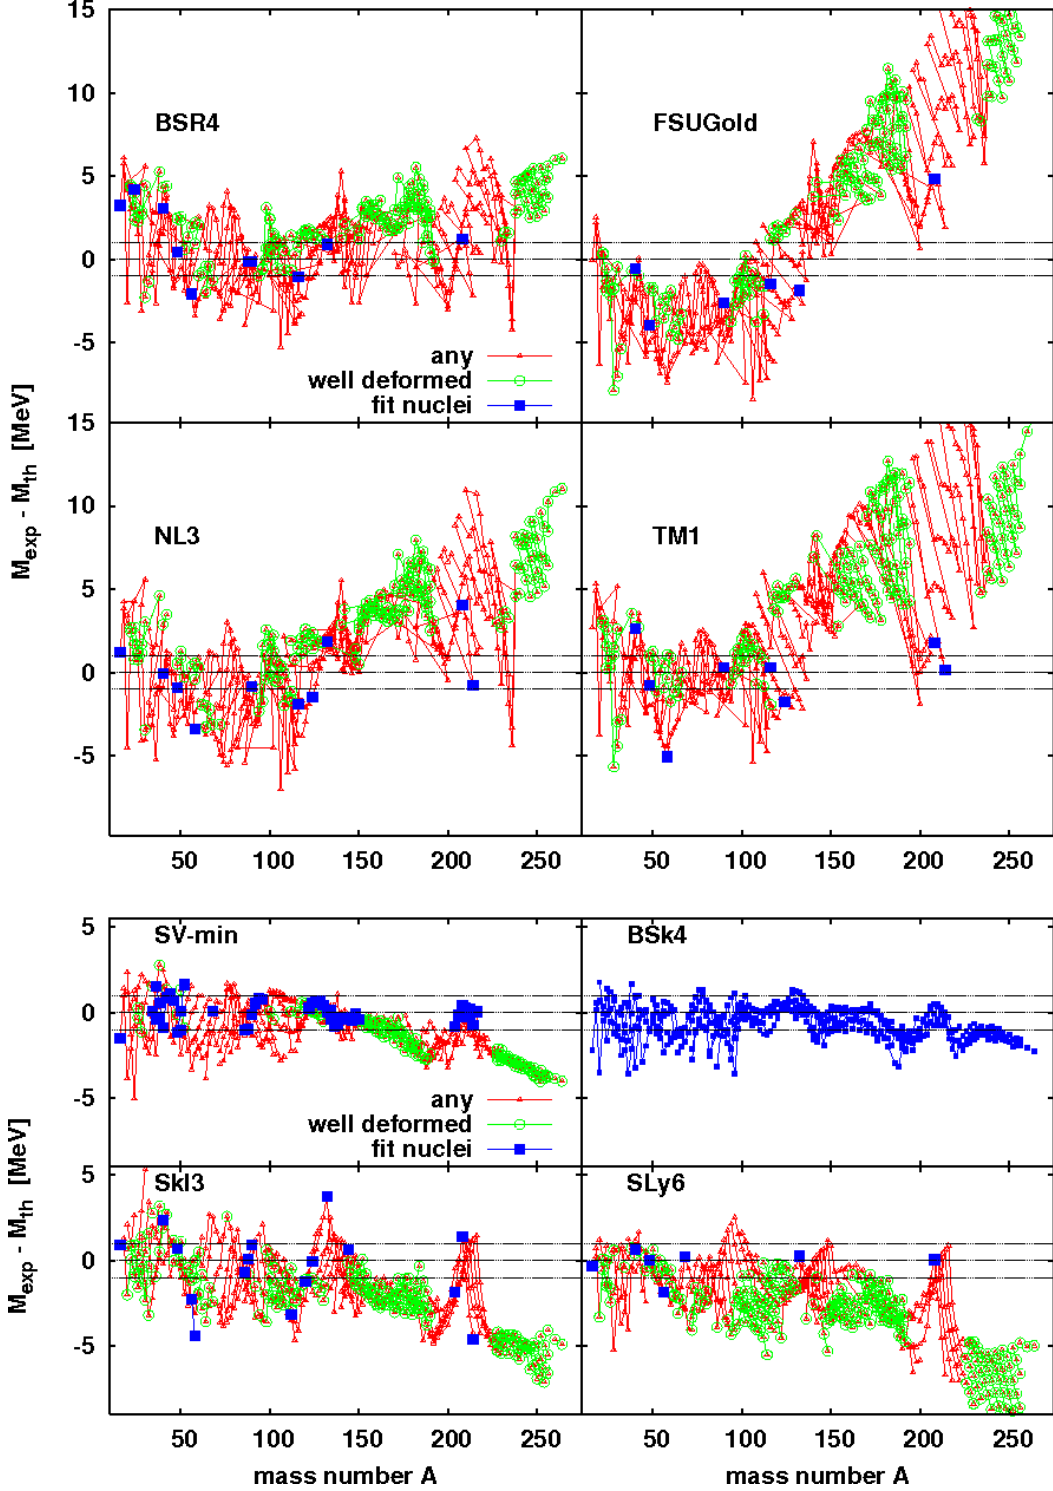 15
BSR4 FSUGold
10
5
0
-5
any
well deformed
fit nuclei
15
NL3 TM1
10
5
0
-5
M_exp - M_th [MeV]
50 100 150 200 250 50 100 150 200 250
5
SV-min BSk4
0
-5
any
well deformed
fit nuclei
5
SkI3 SLy6
0
-5
M_exp - M_th [MeV]
50 100 150 200 250 50 100 150 200 250
mass number A mass number A